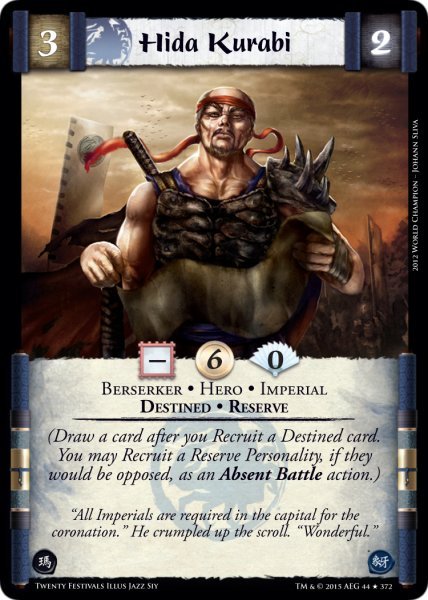 3
Hida Kurabi
2
2012 World Champion - Johann Sliva
–
6
0
Berserker • Hero • Imperial
Destined • Reserve
(Draw a card after you Recruit a Destined card.
You may Recruit a Reserve Personality, if they
would be opposed, as an Absent Battle action.)
“All Imperials are required in the capital for the
coronation.” He crumpled up the scroll. “Wonderful.”
Twenty Festivals Illus Jazz Siy
TM & © 2015 AEG 44 ★ 372